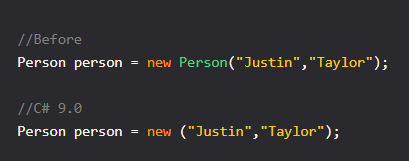 //Before
Person person = new Person("Justin","Taylor");
//C# 9.0
Person person = new ("Justin","Taylor");